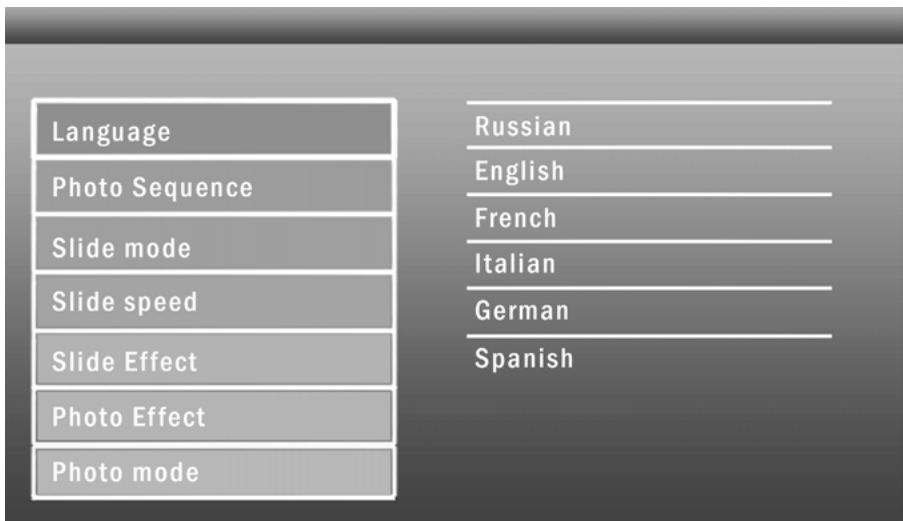 Language
Photo Sequence
Slide mode
Slide speed
Slide Effect
Photo Effect
Photo mode
Russian
English
French
Italian
German
Spanish